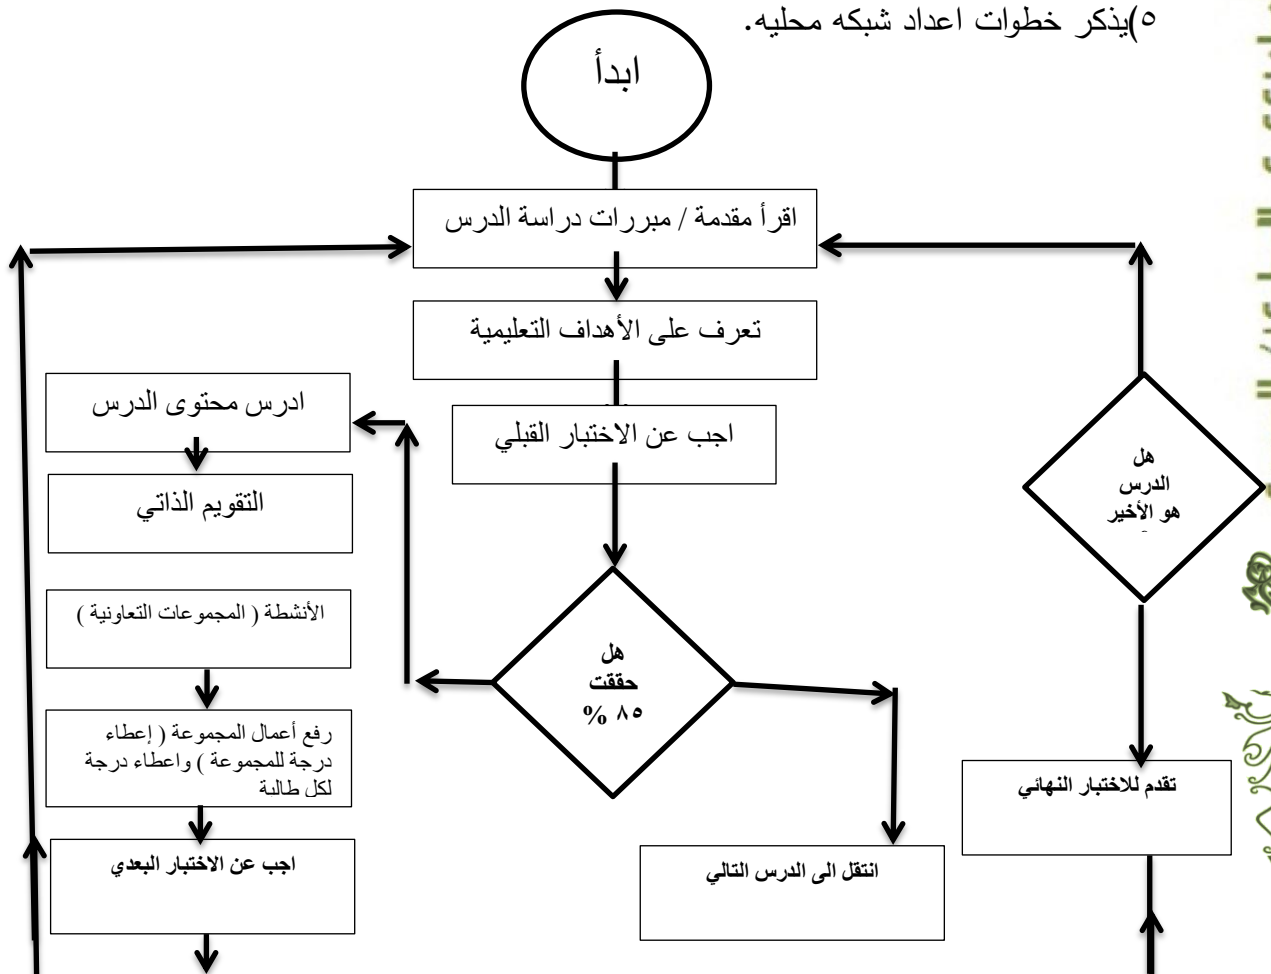 ٥)يذكر خطوات اعداد شبكه محليه.
ابدأ
اقرأ مقدمة / مبررات دراسة الدرس
تعرف على الأهداف التعليمية
اجب عن الاختبار القبلي
هل
حققت
٨٥ %
ادرس محتوى الدرس
التقويم الذاتي
الأنشطة ( المجموعات التعاونية )
رفع أعمال المجموعة ( إعطاء
درجة للمجموعة ) واعطاء درجة
لكل طالبة
اجب عن الاختبار البعدي
انتقل الى الدرس التالي
هل
الدرس
هو الأخير
تقدم للاختبار النهائي